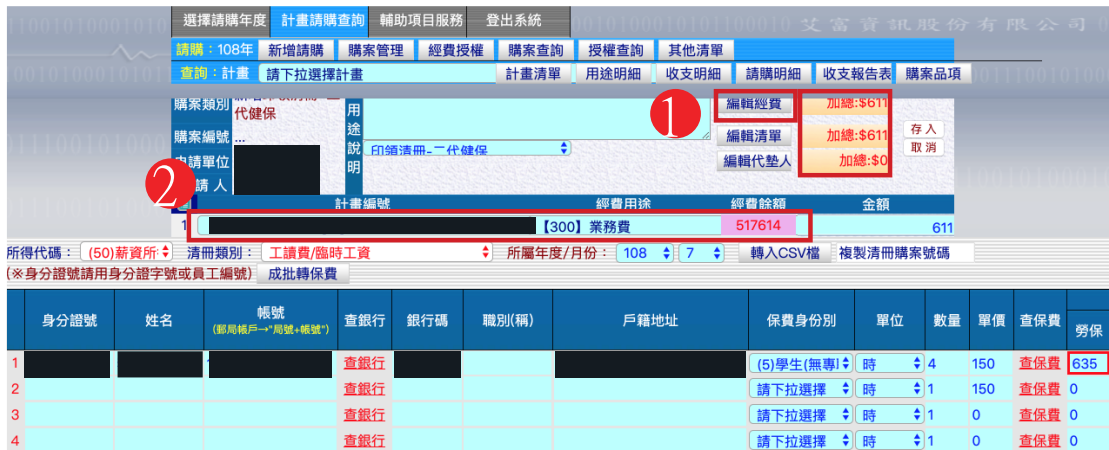 選擇請購年度 計畫請購查詢 輔助項目服務 登出系統
艾富資訊股份有限公司
請購：108年 新增請購 購案管理 經費授權 購案查詢 授權查詢 其他清單
查詢：計畫 請下拉選擇計畫 計畫清單 用途明細 收支明細 請購明細 收支報告表 購案品項
購案類別
代健保
購案編號 ...
申請單位
請 人
用途說明
印領清冊-二代健保
1
編輯經費 加總:$611
編輯清單 加總:$611
編輯代墊人 加總:$0
存入
取消
2
計畫編號 經費用途 經費餘額 金額
1 【300】業務費 517614 611
所得代碼： (50)薪資所 清冊類別： 工讀費/臨時工資 所屬年度/月份： 108 7 轉入CSV檔 複製清冊購案號碼
(※身分證號請用身分證字號或員工編號) 成批轉保費
身分證號 姓名 帳號 查銀行 銀行碼 職別(稱) 戶籍地址 保費身份別 單位 數量 單價 查保費 勞保
(郵局帳戶→"局號+帳號")
1 查銀行 (5)學生(無專 時 4 150 查保費 635
2 查銀行 請下拉選擇 時 1 150 查保費 0
3 查銀行 請下拉選擇 時 1 0 查保費 0
4 查銀行 請下拉選擇 時 1 0 查保費 0